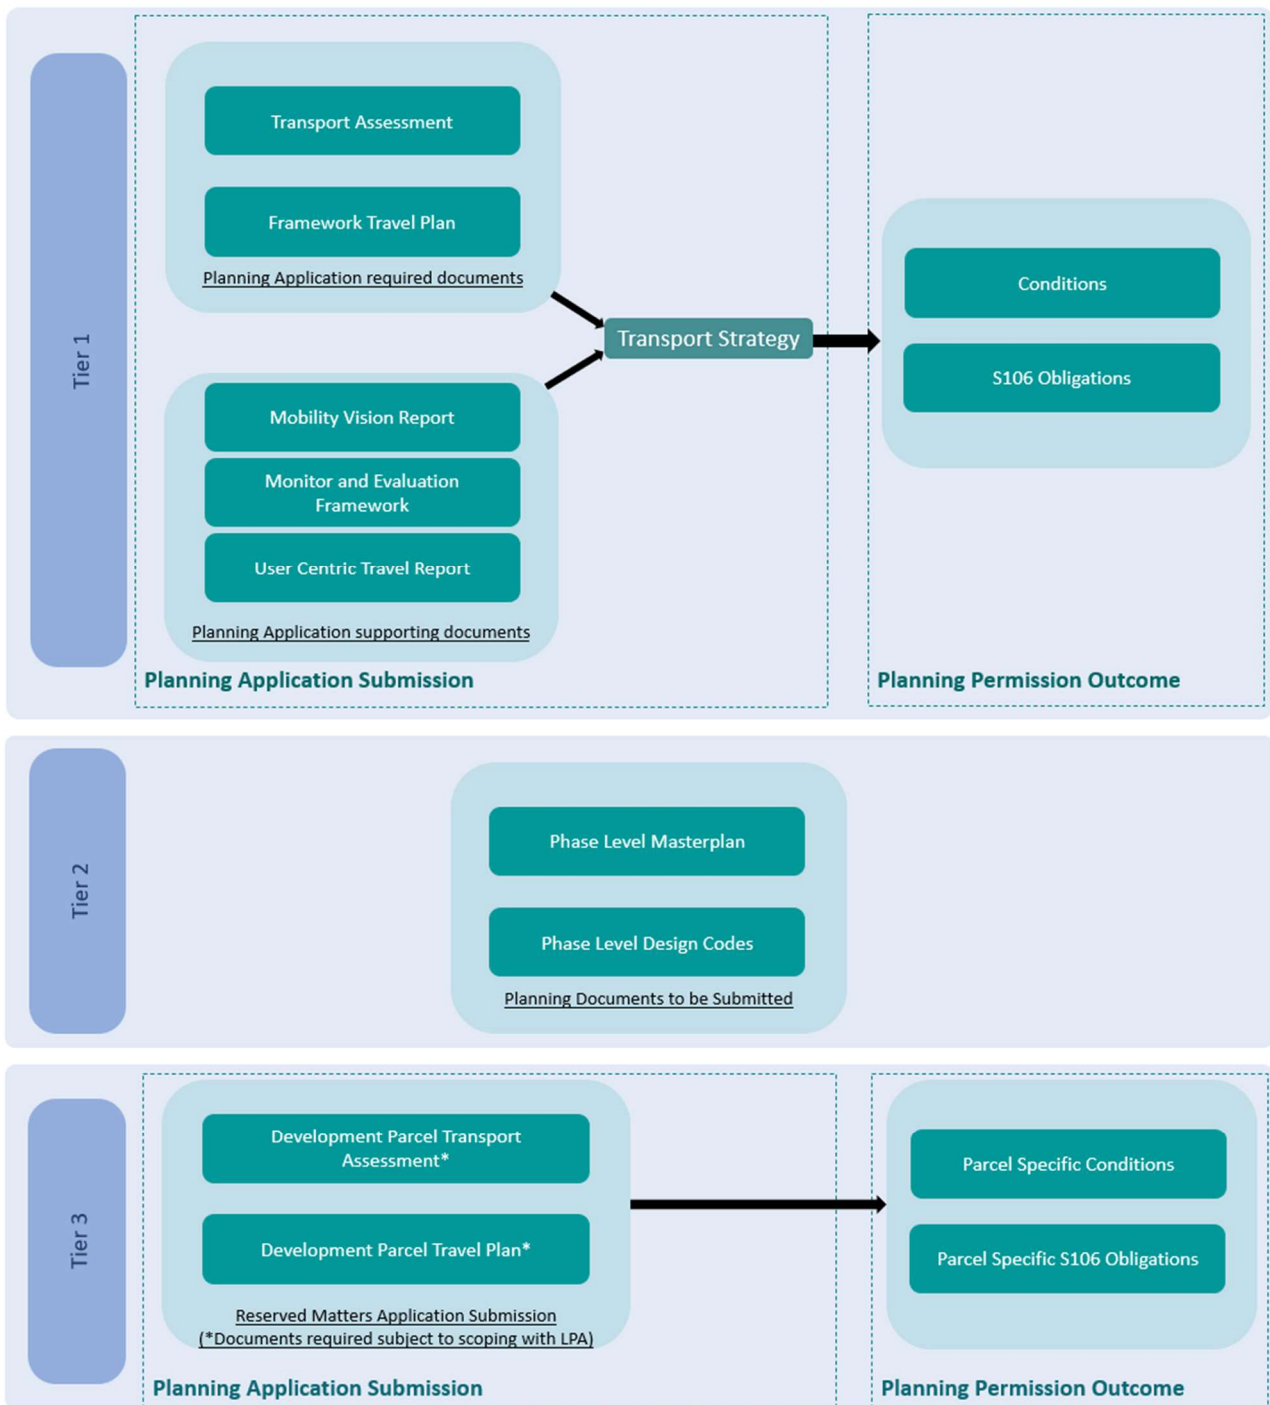 Tier 1
Transport Assessment
Framework Travel Plan
Planning Application required documents
Mobility Vision Report
Monitor and Evaluation
Framework
User Centric Travel Report
Planning Application supporting documents
Planning Application Submission
Transport Strategy
Conditions
S106 Obligations
Planning Permission Outcome
Tier 2
Phase Level Masterplan
Phase Level Design Codes
Planning Documents to be Submitted
Tier 3
Development Parcel Transport
Assessment*
Development Parcel Travel Plan*
Reserved Matters Application Submission
(*Documents required subject to scoping with LPA)
Planning Application Submission
Parcel Specific Conditions
Parcel Specific S106 Obligations
Planning Permission Outcome